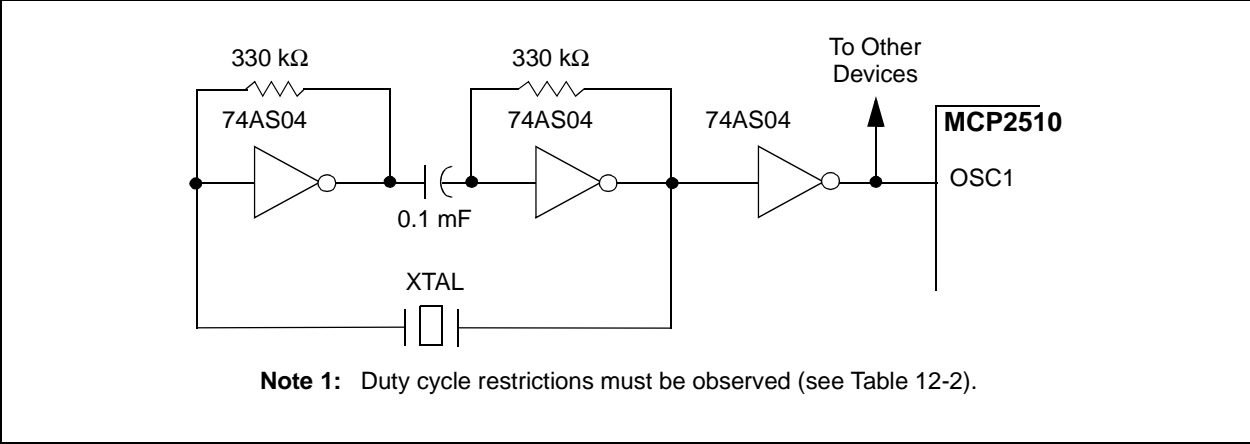 To Other
Devices
330 kΩ
330 kΩ
74AS04
74AS04
74AS04
MCP2510
OSC1
0.1 mF
XTAL
Note 1: Duty cycle restrictions must be observed (see Table 12-2).